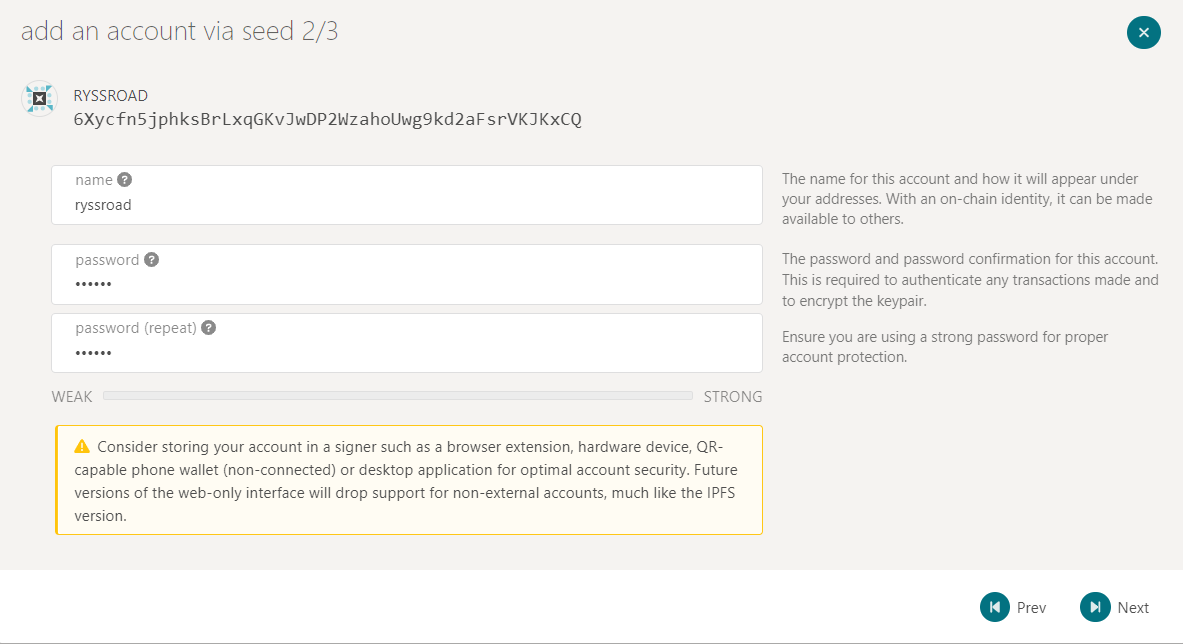 add an account via seed 2/3
RYSSROAD
6Xycfn5jphksBrLxqGKvJwDP2WzahoUwg9kd2aFsrVKJKxCQ
name
ryssroad
The name for this account and how it will appear under
your addresses. With an on-chain identity, it can be made
available to others.
password
••••••
The password and password confirmation for this account.
This is required to authenticate any transactions made and
to encrypt the keypair.
password (repeat)
••••••
Ensure you are using a strong password for proper
account protection.
WEAK STRONG
Consider storing your account in a signer such as a browser extension, hardware device, QR-
capable phone wallet (non-connected) or desktop application for optimal account security. Future
versions of the web-only interface will drop support for non-external accounts, much like the IPFS
version.
Prev Next